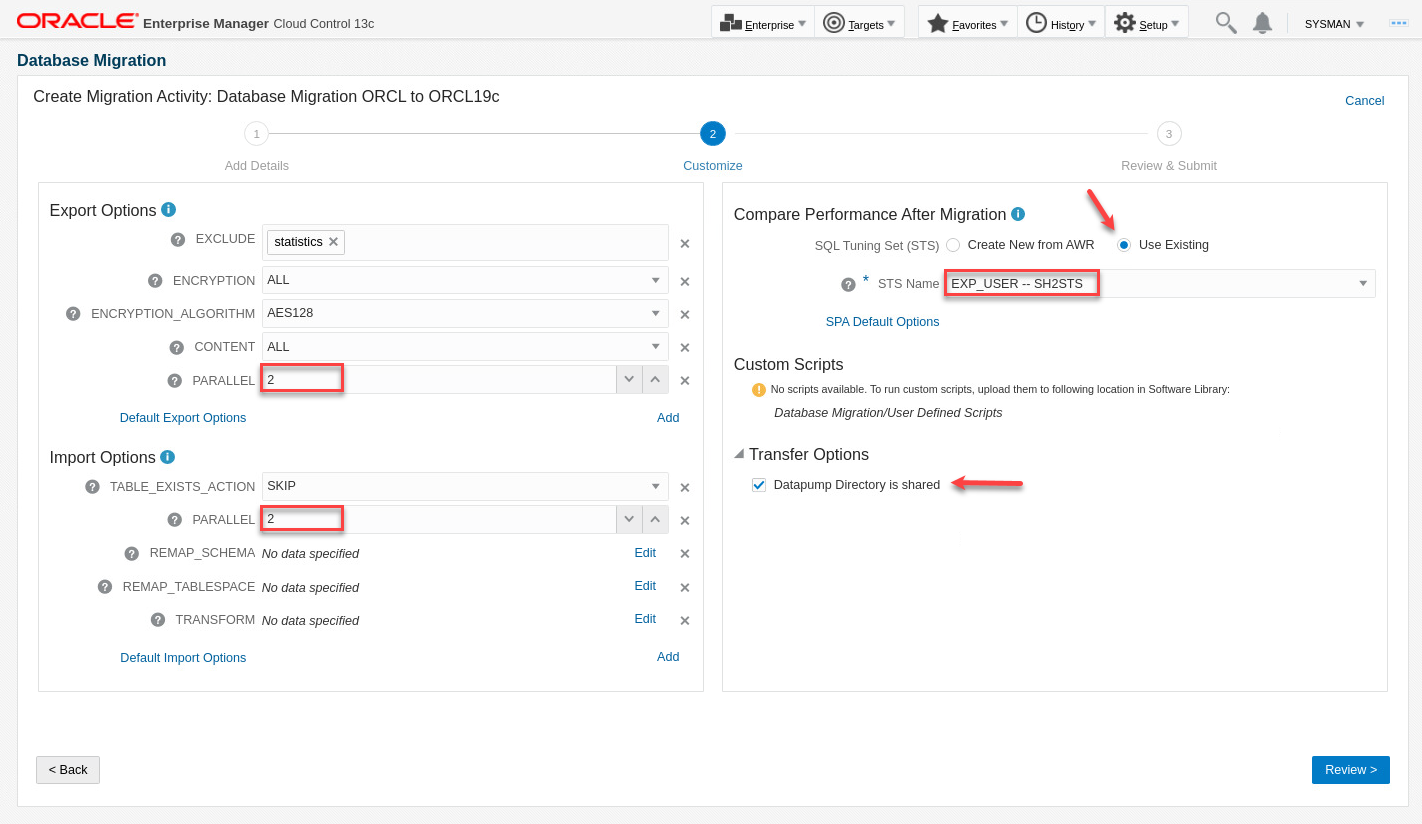 ORACLE® Enterprise Manager Cloud Control 13c
Enterprise
Targets
Favorites
History
Setup
SYSMAN
Database Migration
Create Migration Activity: Database Migration ORCL to ORCL19c
Cancel
1
2
3
Add Details
Customize
Review & Submit
Export Options
EXCLUDE statistics
ENCRYPTION ALL
ENCRYPTION_ALGORITHM AES128
CONTENT ALL
PARALLEL 2
Default Export Options
Add
Import Options
TABLE_EXISTS_ACTION SKIP
PARALLEL 2
REMAP_SCHEMA No data specified Edit
REMAP_TABLESPACE No data specified Edit
TRANSFORM No data specified Edit
Default Import Options
Add
Compare Performance After Migration
SQL Tuning Set (STS) Create New from AWR Use Existing
* STS Name EXP_USER -- SH2STS
SPA Default Options
Custom Scripts
No scripts available. To run custom scripts, upload them to following location in Software Library:
Database Migration/User Defined Scripts
Transfer Options
Datapump Directory is shared
< Back
Review >